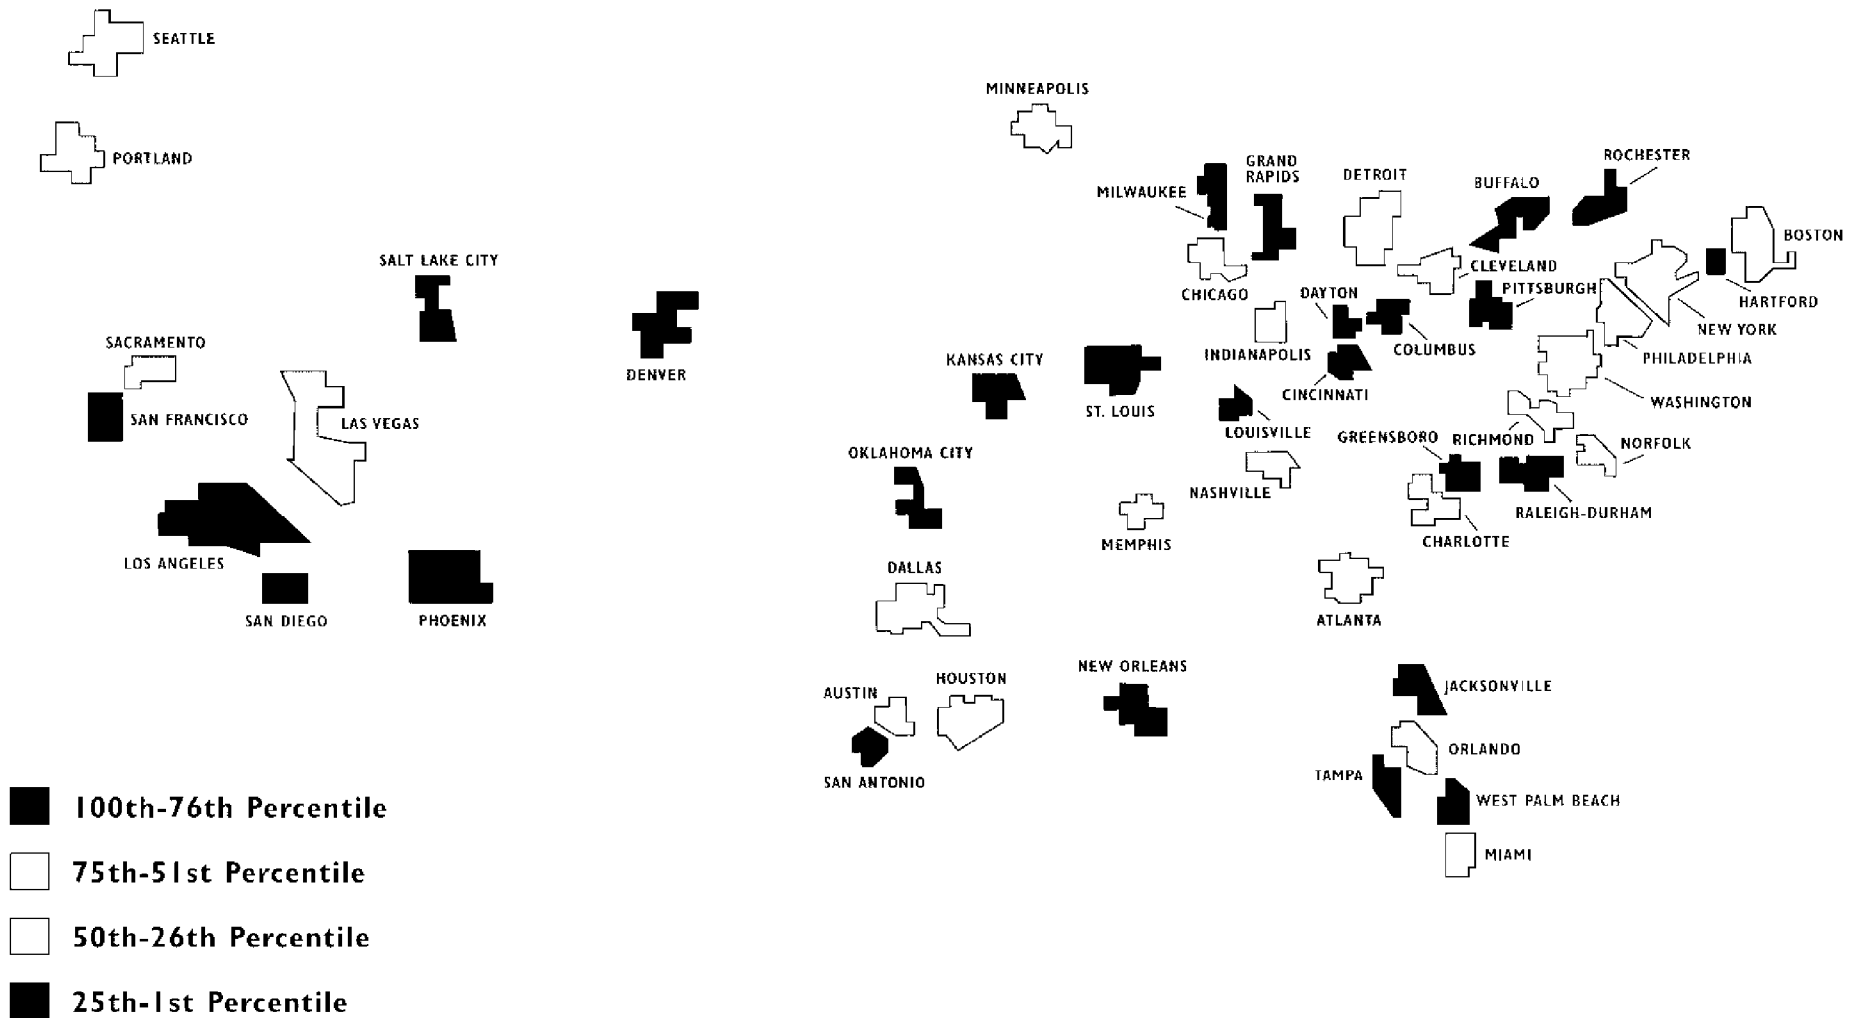 SEATTLE
MINNEAPOLIS
PORTLAND
ROCHESTER
GRAND
RAPIDS
DETROIT
BUFFALO
MILWAUKEE
BOSTON
SALT LAKE CITY
CLEVELAND
PITTSBURGH
CHICAGO
DAYTON
HARTFORD
NEW YORK
SACRAMENTO
INDIANAPOLIS
COLUMBUS
KANSAS CITY
PHILADELPHIA
DENVER
CINCINNATI
WASHINGTON
ST. LOUIS
SAN FRANCISCO
LAS VEGAS
LOUISVILLE
GREENSBORO
RICHMOND
NORFOLK
OKLAHOMA CITY
NASHVILLE
RALEIGH-DURHAM
MEMPHIS
CHARLOTTE
LOS ANGELES
DALLAS
SAN DIEGO
PHOENIX
ATLANTA
NEW ORLEANS
HOUSTON
JACKSONVILLE
AUSTIN
ORLANDO
TAMPA
SAN ANTONIO
WEST PALM BEACH
MIAMI
100th-76th Percentile
75th-51st Percentile
50th-26th Percentile
25th-1st Percentile